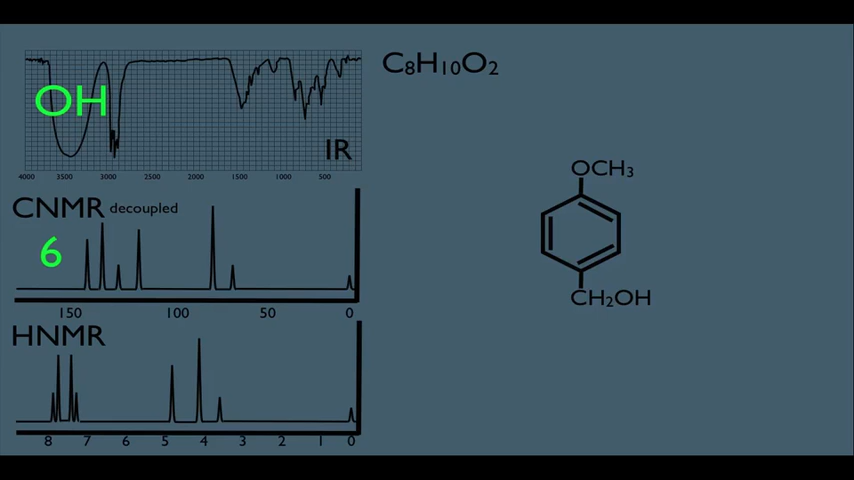 C₈H₁₀O₂
OH
IR
4000 3500 3000 2500 2000 1500 1000 500
CNMR decoupled
6
150 100 50 0
HNMR
8 7 6 5 4 3 2 1 0
OCH₃
CH₂OH